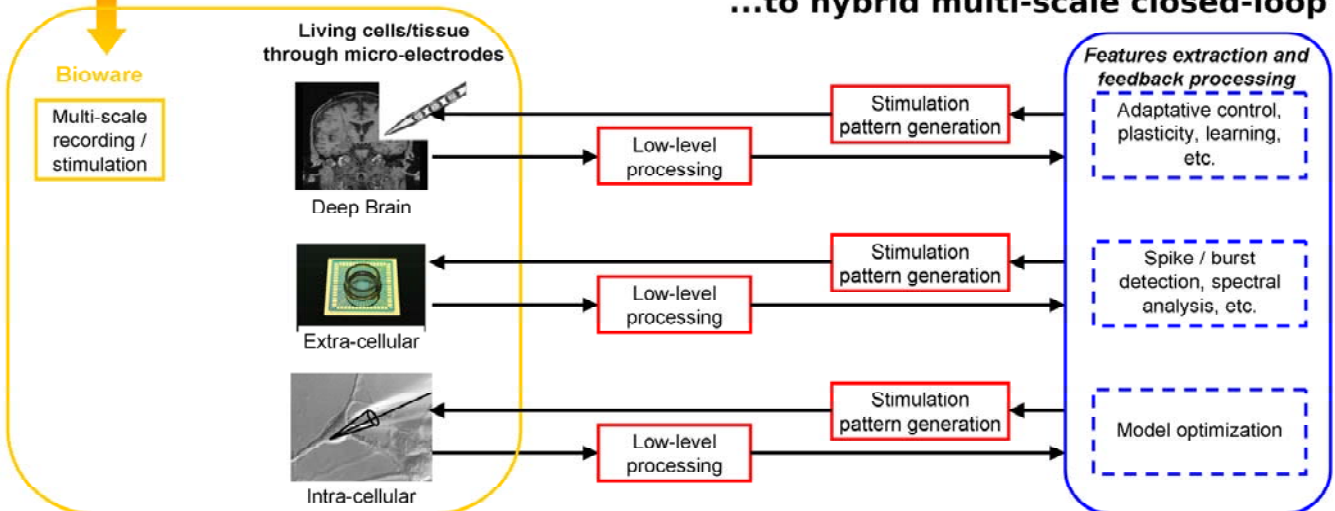 ...to hybrid multi-scale closed-loop
Bioware
Multi-scale
recording /
stimulation
Living cells/tissue
through micro-electrodes
Deep Brain
Extra-cellular
Intra-cellular
Stimulation
pattern generation
Low-level
processing
Stimulation
pattern generation
Low-level
processing
Stimulation
pattern generation
Low-level
processing
Features extraction and
feedback processing
Adaptative control,
plasticity, learning,
etc.
Spike / burst
detection, spectral
analysis, etc.
Model optimization